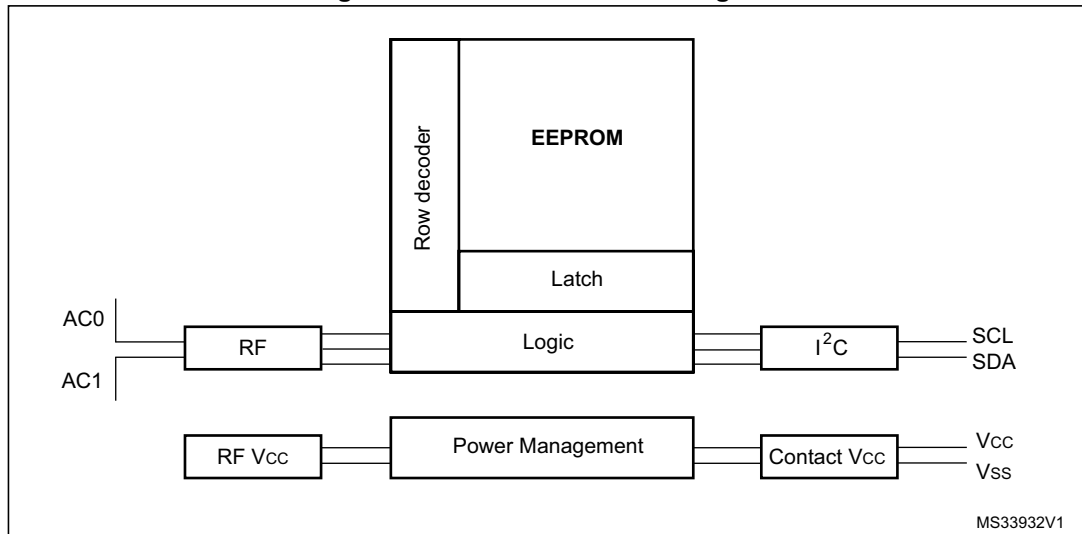 Row decoder
EEPROM
Latch
AC0
RF
Logic
I²C
SCL
SDA
AC1
RF Vcc
Power Management
Contact Vcc
Vcc
Vss
MS33932V1